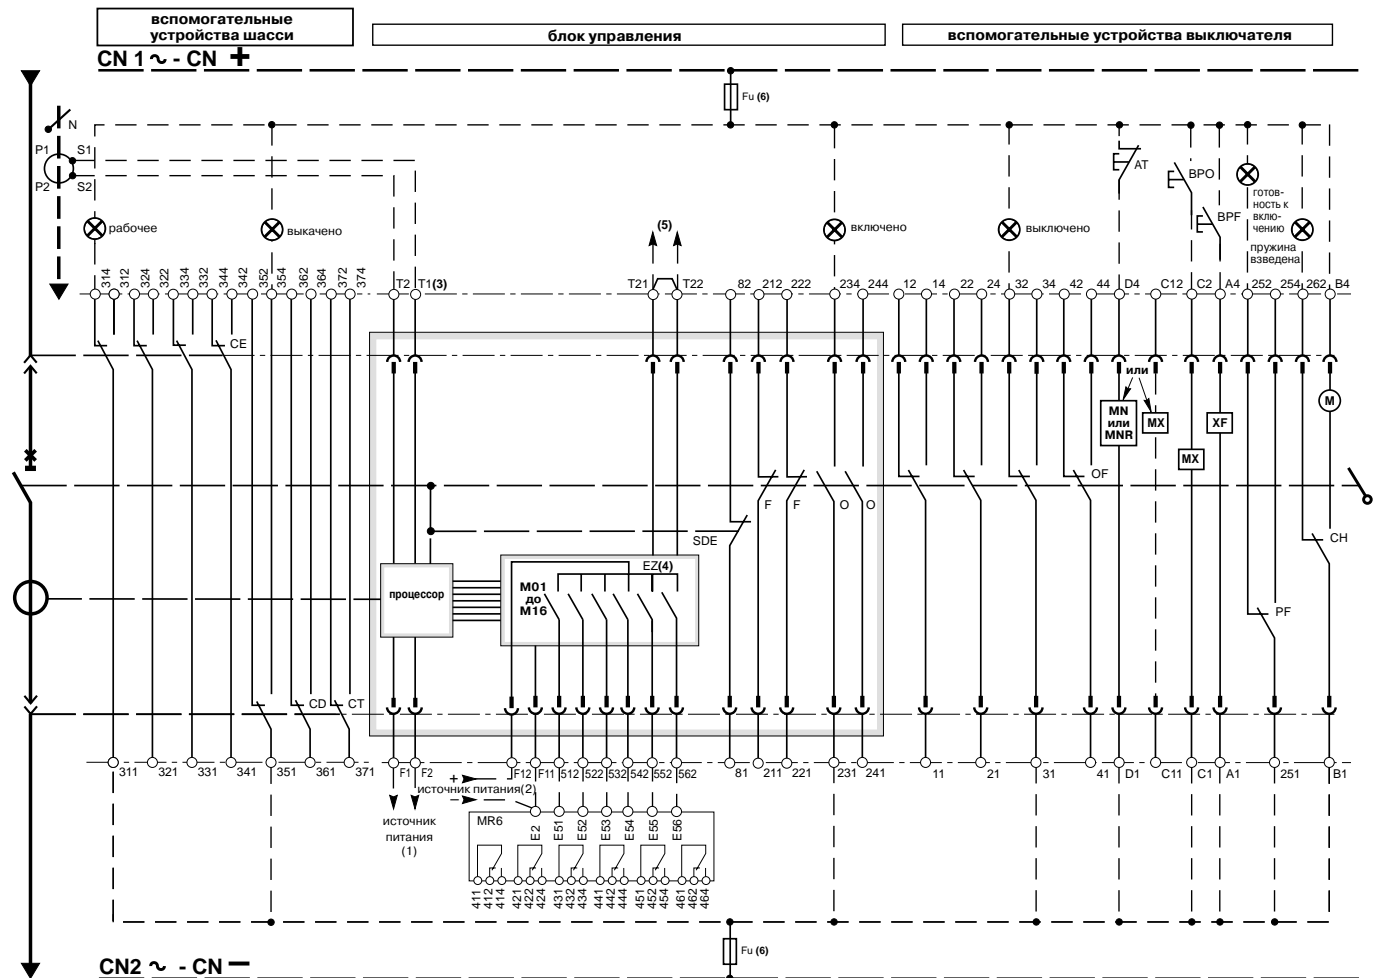 вспомогательные
устройства шасси
блок управления
вспомогательные устройства выключателя
CN 1 ~ - CN +
Fu (6)
N
P1 S1
P2 S2
AT
BPO
BPF
готов-
ность к
вклю-
чению
пружина
взведена
рабочее
выкачено
(5)
включено
выключено
314 312 324 322 334 332 344 342 352 354 362 364 372 374
T2 T1(3)
T21 T22
82 212 222 234 244 12 14 22 24 32 34 42 44 D4 C12 C2 A4 252 254 262 B4
CE
или
MN
или
MNR
MX
XF
M
MX
F F O O
OF
SDE
CH
процессор
EZ(4)
M01
до
M16
PF
CD CT
311 321 331 341 351 361 371
F1 F2
F12 F11 512 522 532 542 552 562
81 211 221 231 241 11 21 31 41 D1 C11 C1 A1 251 B1
+
источник питания(2)
−
источник
питания
(1)
MR6
E2 E51 E52 E53 E54 E55 E56
411 412 414 421 422 424 431 432 434 441 442 444 451 452 454 461 462 464
Fu (6)
CN2 ~ - CN −